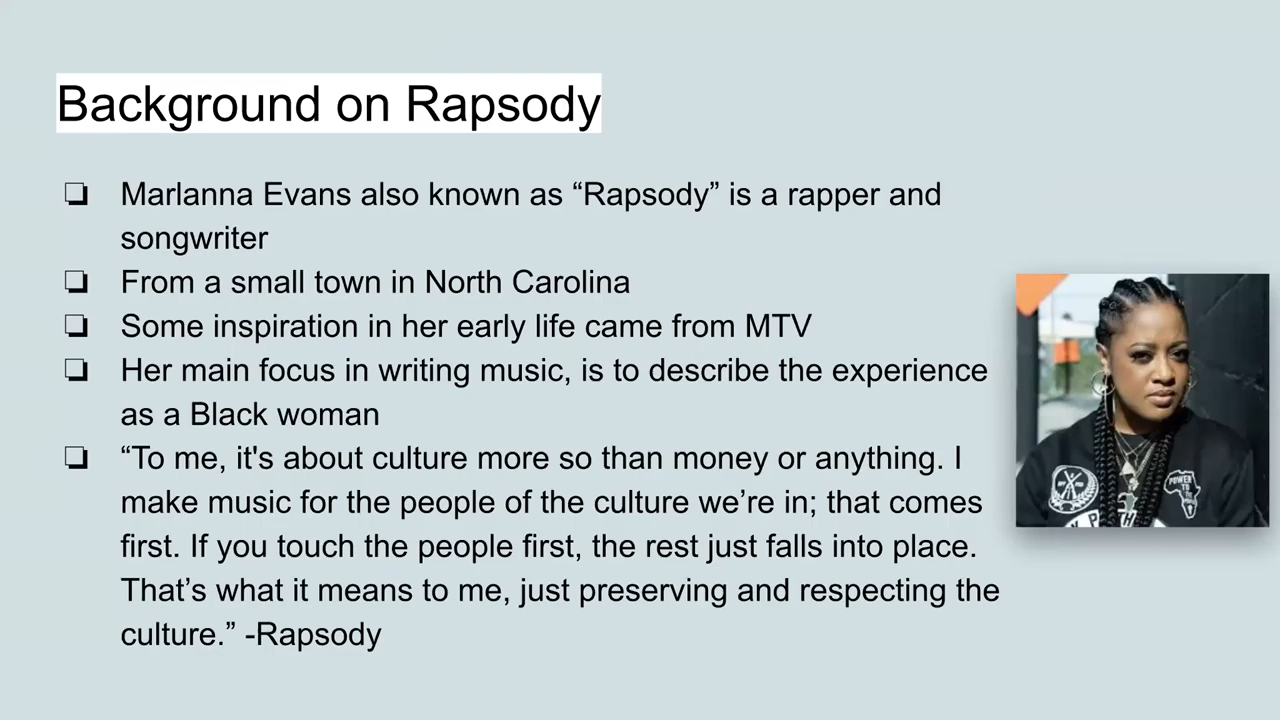 Background on Rapsody
Marlanna Evans also known as “Rapsody” is a rapper and
songwriter
From a small town in North Carolina
Some inspiration in her early life came from MTV
Her main focus in writing music, is to describe the experience
as a Black woman
“To me, it's about culture more so than money or anything. I
make music for the people of the culture we’re in; that comes
first. If you touch the people first, the rest just falls into place.
That’s what it means to me, just preserving and respecting the
culture.” -Rapsody
POWER
TO